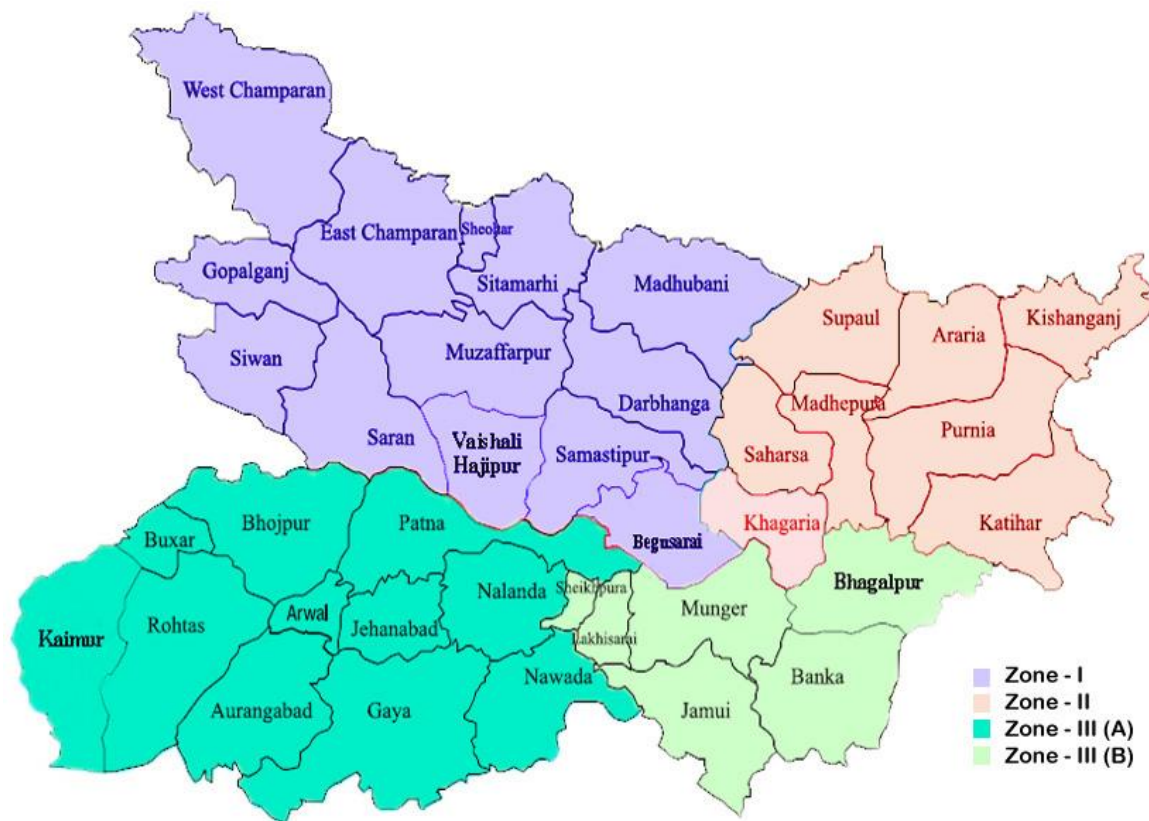 West Champaran
East Champaran
Sheohar
Gopalganj
Sitamarhi
Madhubani
Siwan
Muzaffarpur
Supaul
Araria
Kishanganj
Darbhanga
Madhepura
Saran
Vaishali
Hajipur
Samastipur
Saharsa
Purnia
Khagaria
Katihar
Begusarai
Bhojpur
Patna
Buxar
Nalanda
Sheikhpura
Munger
Bhagalpur
Kaimur
Rohtas
Arwal
Jehanabad
Lakhisarai
Nawada
Banka
Aurangabad
Gaya
Jamui
Zone - I
Zone - II
Zone - III (A)
Zone - III (B)